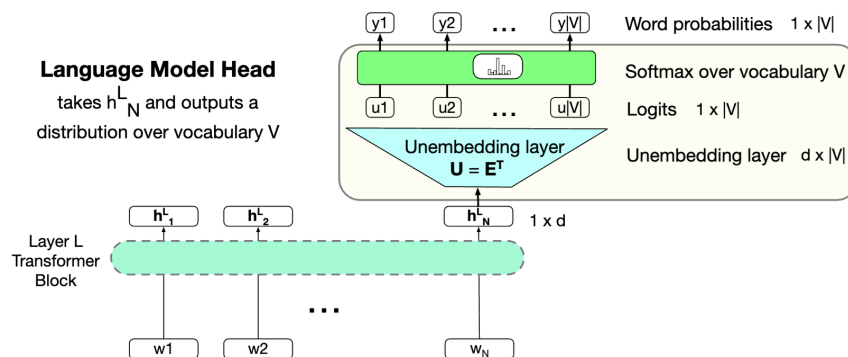 y1 y2 ... y|V| Word probabilities 1 x |V|
Language Model Head
takes h^L_N and outputs a
distribution over vocabulary V
Softmax over vocabulary V
u1 u2 ... u|V| Logits 1 x |V|
Unembedding layer
U = E^T
Unembedding layer d x |V|
h^L_1 h^L_2 h^L_N 1 x d
Layer L
Transformer
Block
...
w1 w2 w_N